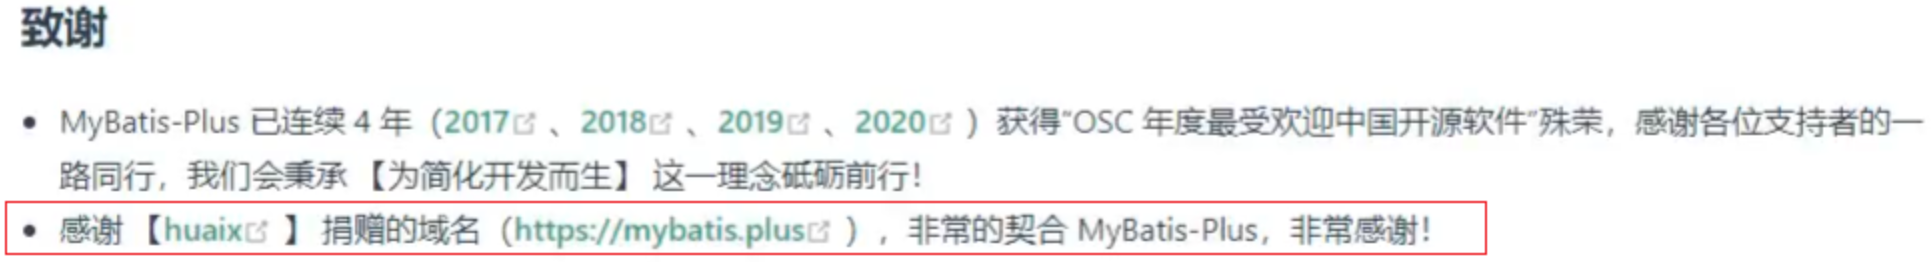 致谢
• MyBatis-Plus 已连续 4 年（2017、2018、2019、2020）获得“OSC 年度最受欢迎中国开源软件”殊荣，感谢各位支持者的一
路同行，我们会秉承【为简化开发而生】这一理念砥砺前行！
• 感谢【huaix】捐赠的域名（https://mybatis.plus），非常的契合 MyBatis-Plus，非常感谢！